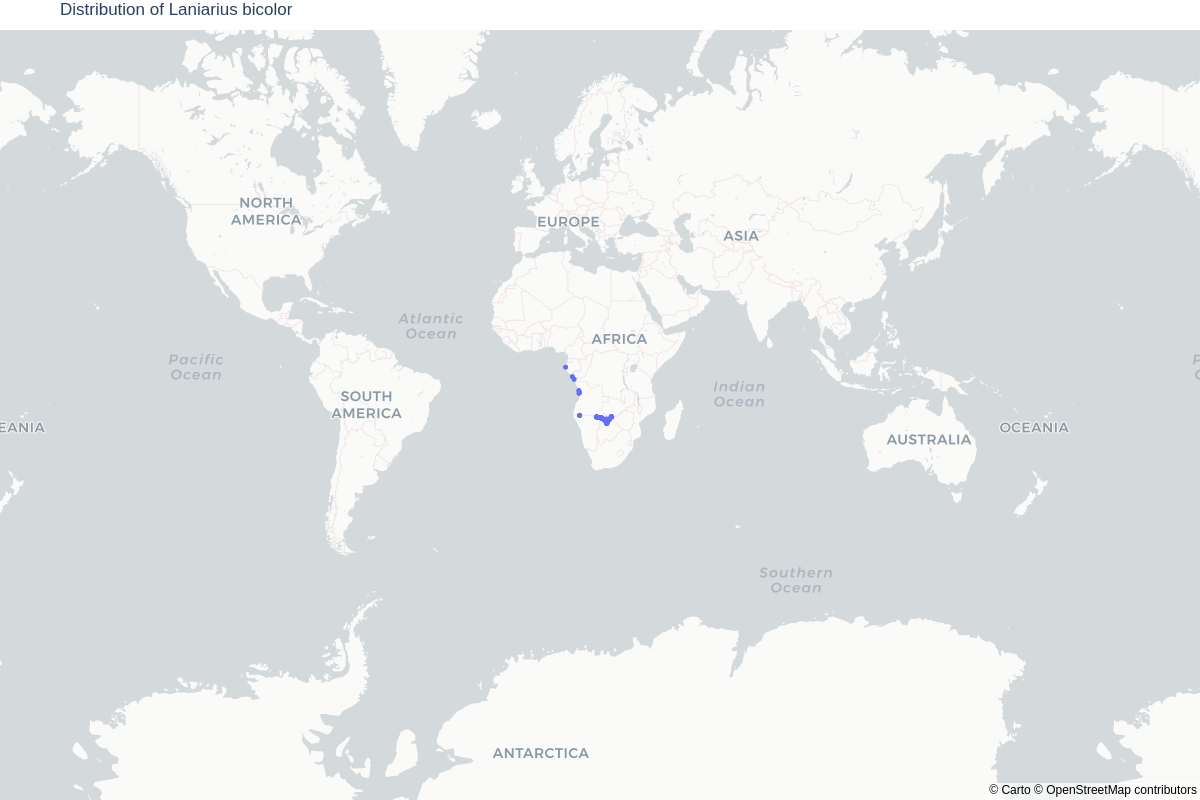 Distribution of Laniarius bicolor
NORTH
AMERICA
EUROPE
ASIA
Atlantic
Ocean
AFRICA
Pacific
Ocean
P
O
SOUTH
AMERICA
Indian
Ocean
EANIA
AUSTRALIA
OCEANIA
Southern
Ocean
ANTARCTICA
© Carto © OpenStreetMap contributors